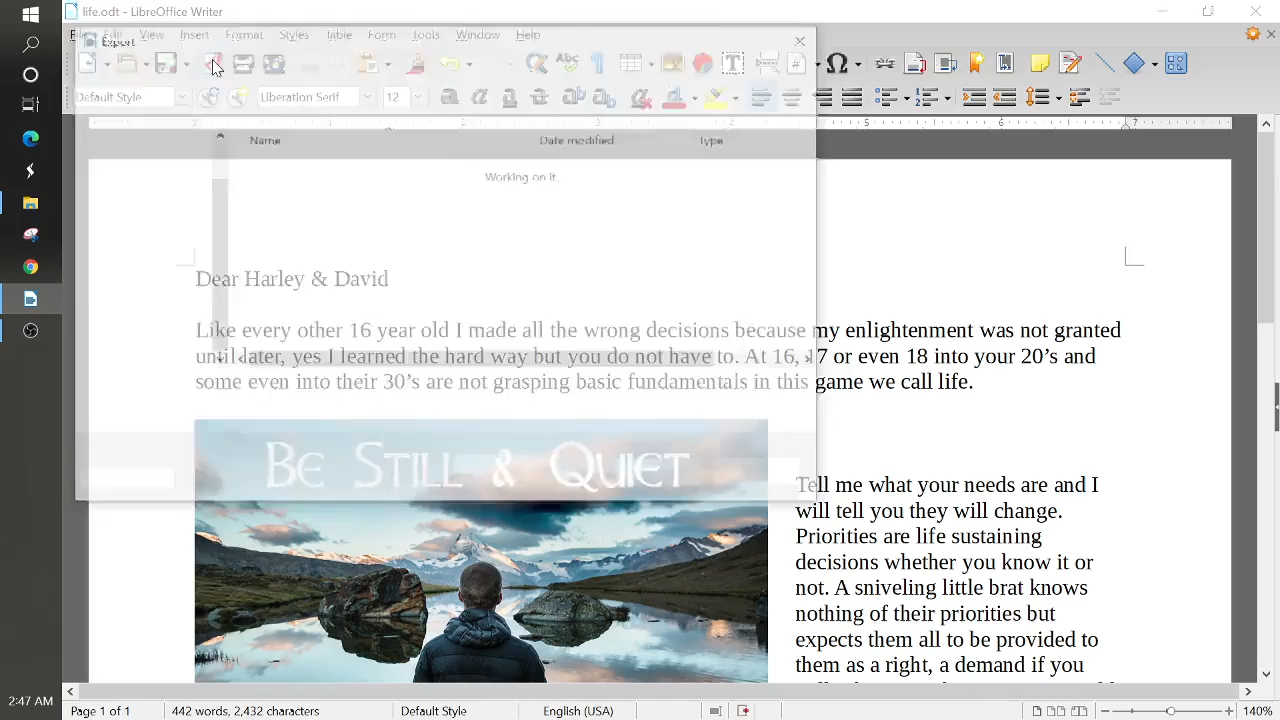 life.odt - LibreOffice Writer
File Edit View Insert Format Styles Table Form Tools Window Help
Export
Default Style Liberation Serif 12
2 3 4 5 6 7
Name Date modified Type
Working on it...
Dear Harley & David
Like every other 16 year old I made all the wrong decisions because my enlightenment was not granted
until later, yes I learned the hard way but you do not have to. At 16, 17 or even 18 into your 20’s and
some even into their 30’s are not grasping basic fundamentals in this game we call life.
BE STILL & QUIET
Tell me what your needs are and I
will tell you they will change.
Priorities are life sustaining
decisions whether you know it or
not. A sniveling little brat knows
nothing of their priorities but
expects them all to be provided to
them as a right, a demand if you
2:47 AM
Page 1 of 1 442 words, 2,432 characters Default Style English (USA) 140%